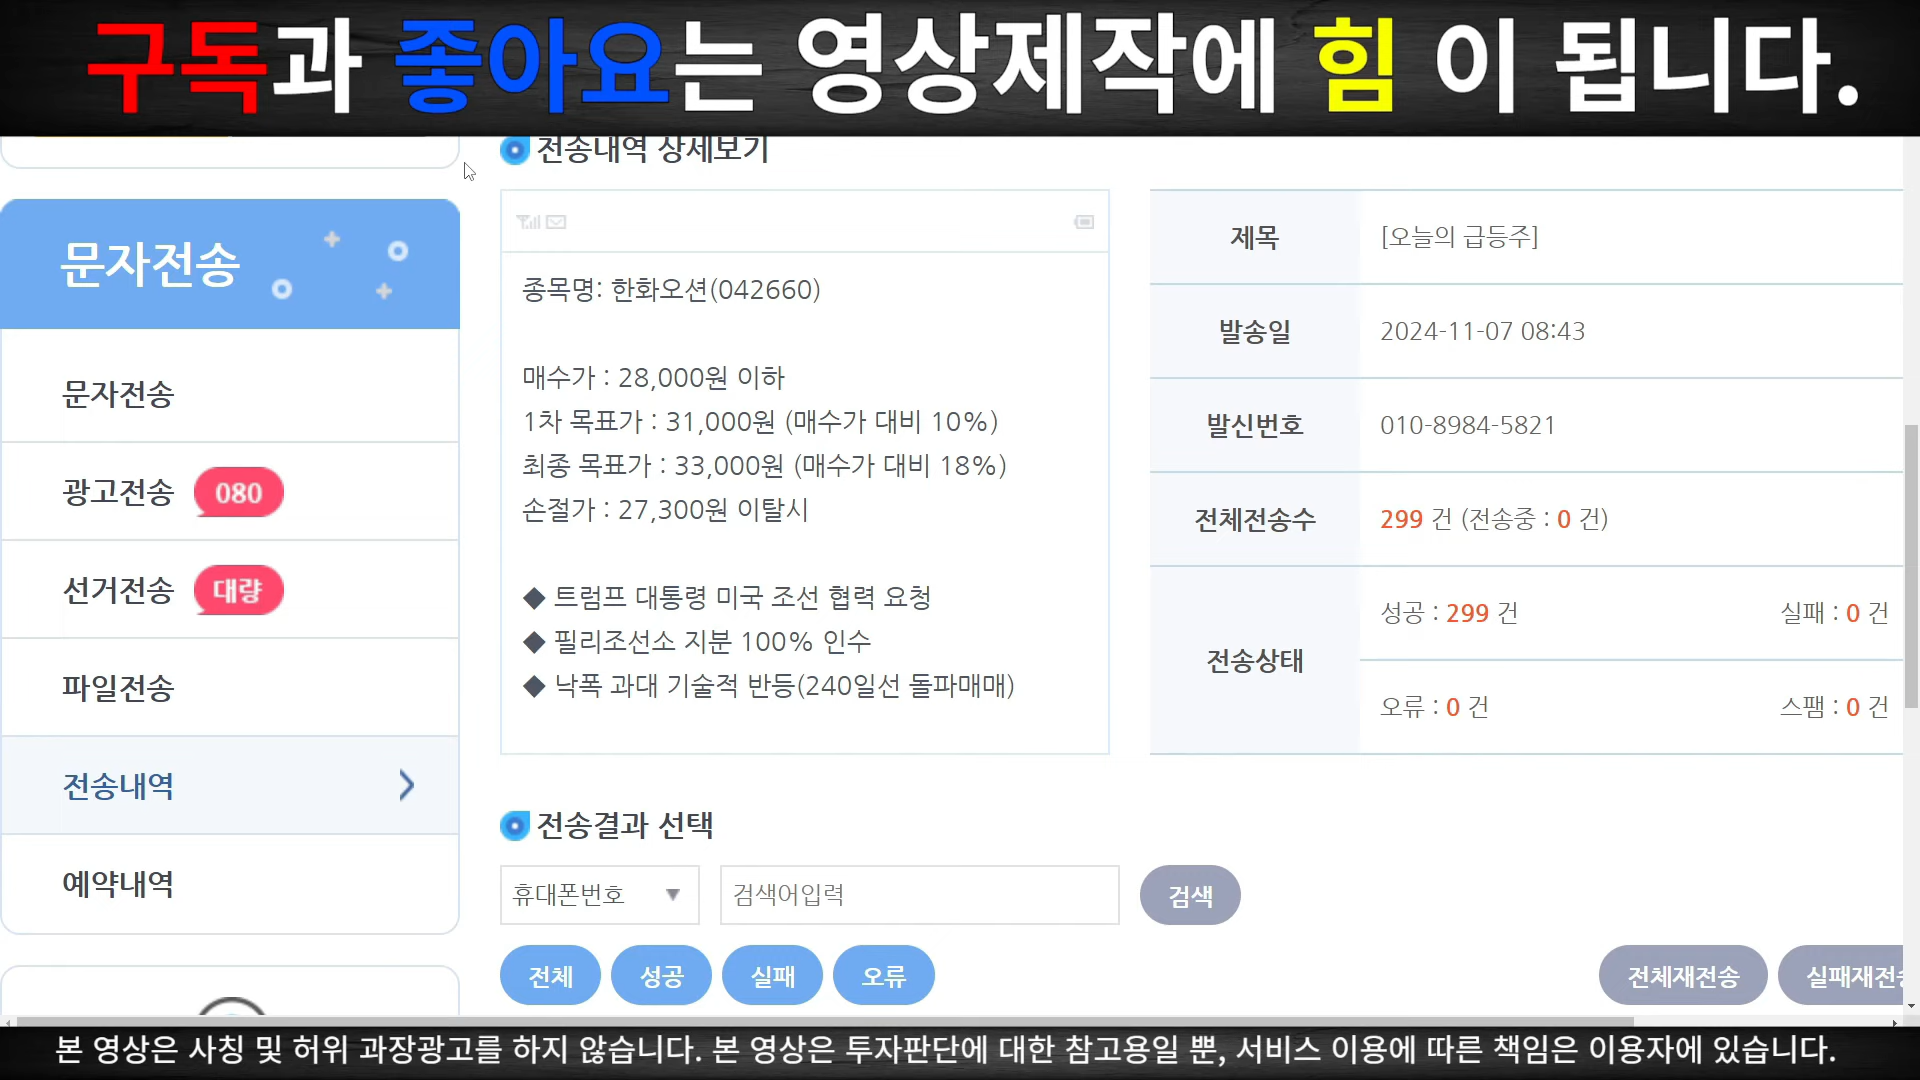 구독과 좋아요는 영상제작에 힘 이 됩니다.
전송내역 상세보기
문자전송
문자전송
광고전송 080
선거전송 대량
파일전송
전송내역
예약내역
종목명: 한화오션(042660)
매수가 : 28,000원 이하
1차 목표가 : 31,000원 (매수가 대비 10%)
최종 목표가 : 33,000원 (매수가 대비 18%)
손절가 : 27,300원 이탈시
◆ 트럼프 대통령 미국 조선 협력 요청
◆ 필리조선소 지분 100% 인수
◆ 낙폭 과대 기술적 반등(240일선 돌파매매)
제목 [오늘의 급등주]
발송일 2024-11-07 08:43
발신번호 010-8984-5821
전체전송수 299 건 (전송중 : 0 건)
전송상태
성공 : 299 건 실패 : 0 건
오류 : 0 건 스팸 : 0 건
전송결과 선택
휴대폰번호 ▼ 검색어입력 검색
전체 성공 실패 오류 전체재전송 실패재전송
본 영상은 사칭 및 허위 과장광고를 하지 않습니다. 본 영상은 투자판단에 대한 참고용일 뿐, 서비스 이용에 따른 책임은 이용자에 있습니다.